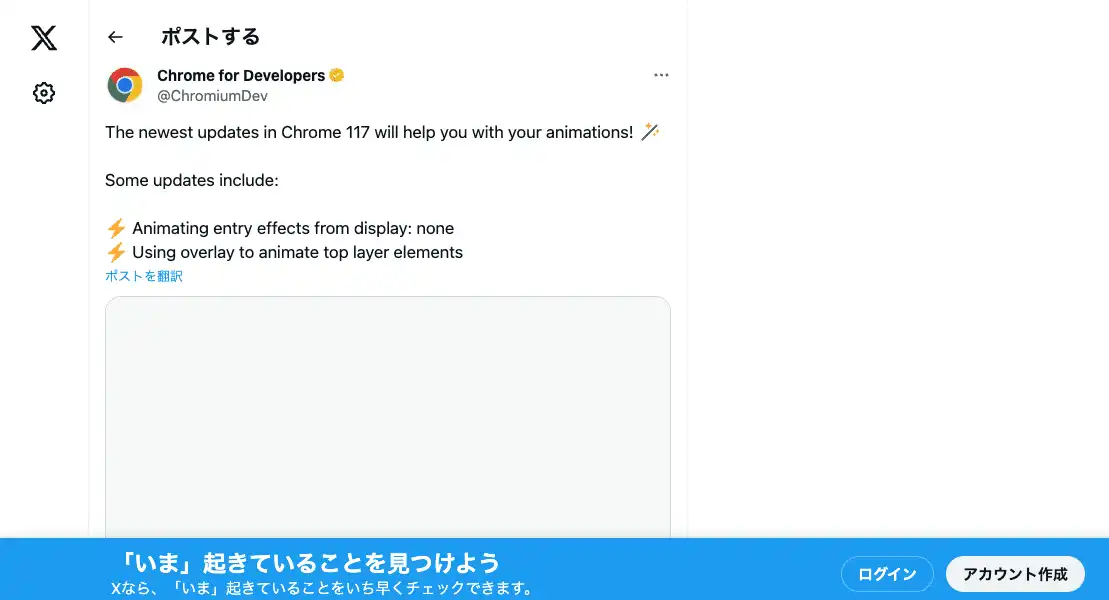 ポストする
Chrome for Developers
@ChromiumDev
The newest updates in Chrome 117 will help you with your animations! 🪄
Some updates include:
⚡ Animating entry effects from display: none
⚡ Using overlay to animate top layer elements
ポストを翻訳
「いま」起きていることを見つけよう
Xなら、「いま」起きていることをいち早くチェックできます。
ログイン
アカウント作成